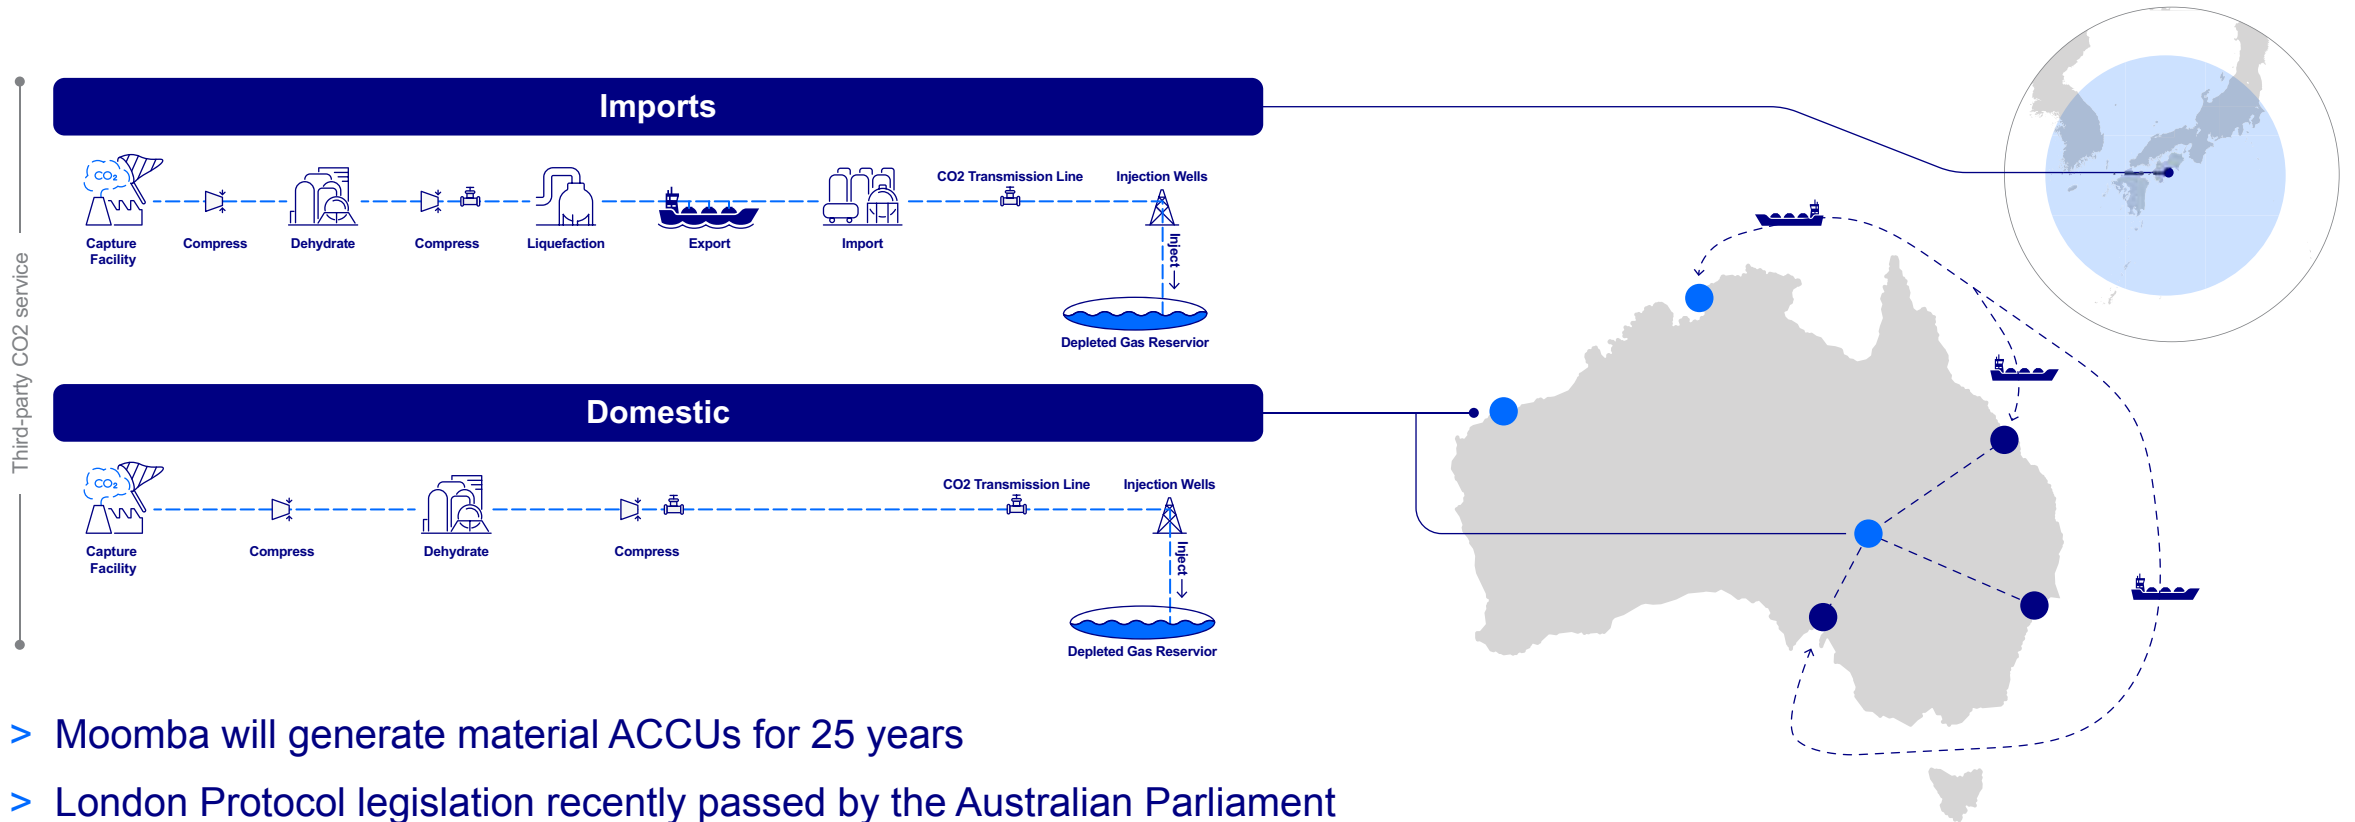 Third-party CO2 service
Imports
CO2
CO2 Transmission Line
Injection Wells
Capture
Facility
Compress
Dehydrate
Compress
Liquefaction
Export
Import
Inject
Depleted Gas Reservior
Domestic
CO2
CO2 Transmission Line
Injection Wells
Capture
Facility
Compress
Dehydrate
Compress
Inject
Depleted Gas Reservior
> Moomba will generate material ACCUs for 25 years
> London Protocol legislation recently passed by the Australian Parliament